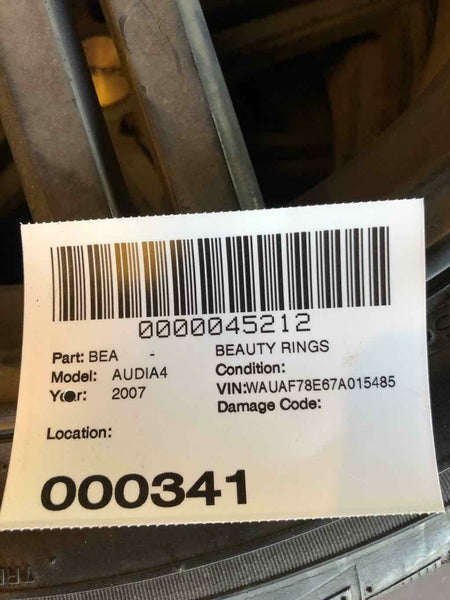 0000045212
Part: BEA - BEAUTY RINGS
Model: AUDIA4 Condition:
Year: 2007 VIN:WAUAF78E67A015485
Damage Code:
Location:
000341